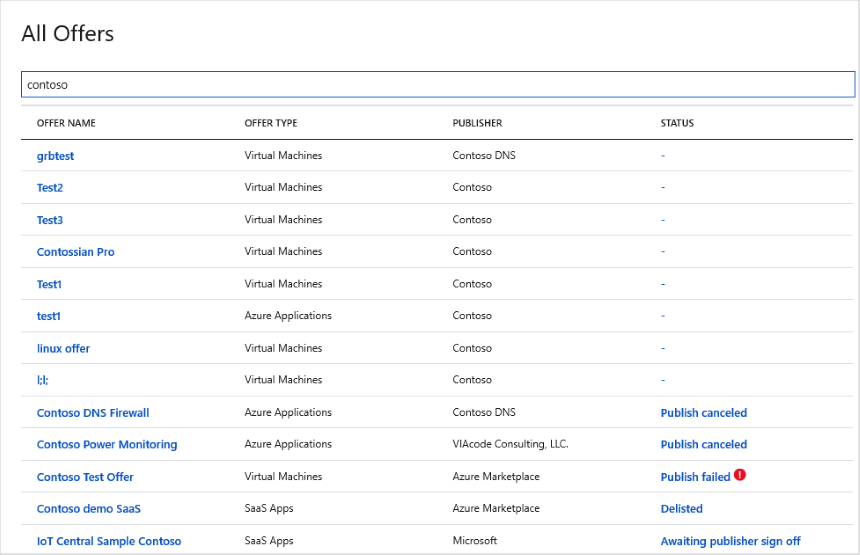 All Offers
contoso
OFFER NAME OFFER TYPE PUBLISHER STATUS
grbtest Virtual Machines Contoso DNS -
Test2 Virtual Machines Contoso -
Test3 Virtual Machines Contoso -
Contossian Pro Virtual Machines Contoso -
Test1 Virtual Machines Contoso -
test1 Azure Applications Contoso -
linux offer Virtual Machines Contoso -
l;l; Virtual Machines Contoso -
Contoso DNS Firewall Azure Applications Contoso DNS Publish canceled
Contoso Power Monitoring Azure Applications VIAcode Consulting, LLC. Publish canceled
Contoso Test Offer Virtual Machines Azure Marketplace Publish failed !
Contoso demo SaaS SaaS Apps Azure Marketplace Delisted
IoT Central Sample Contoso SaaS Apps Microsoft Awaiting publisher sign off